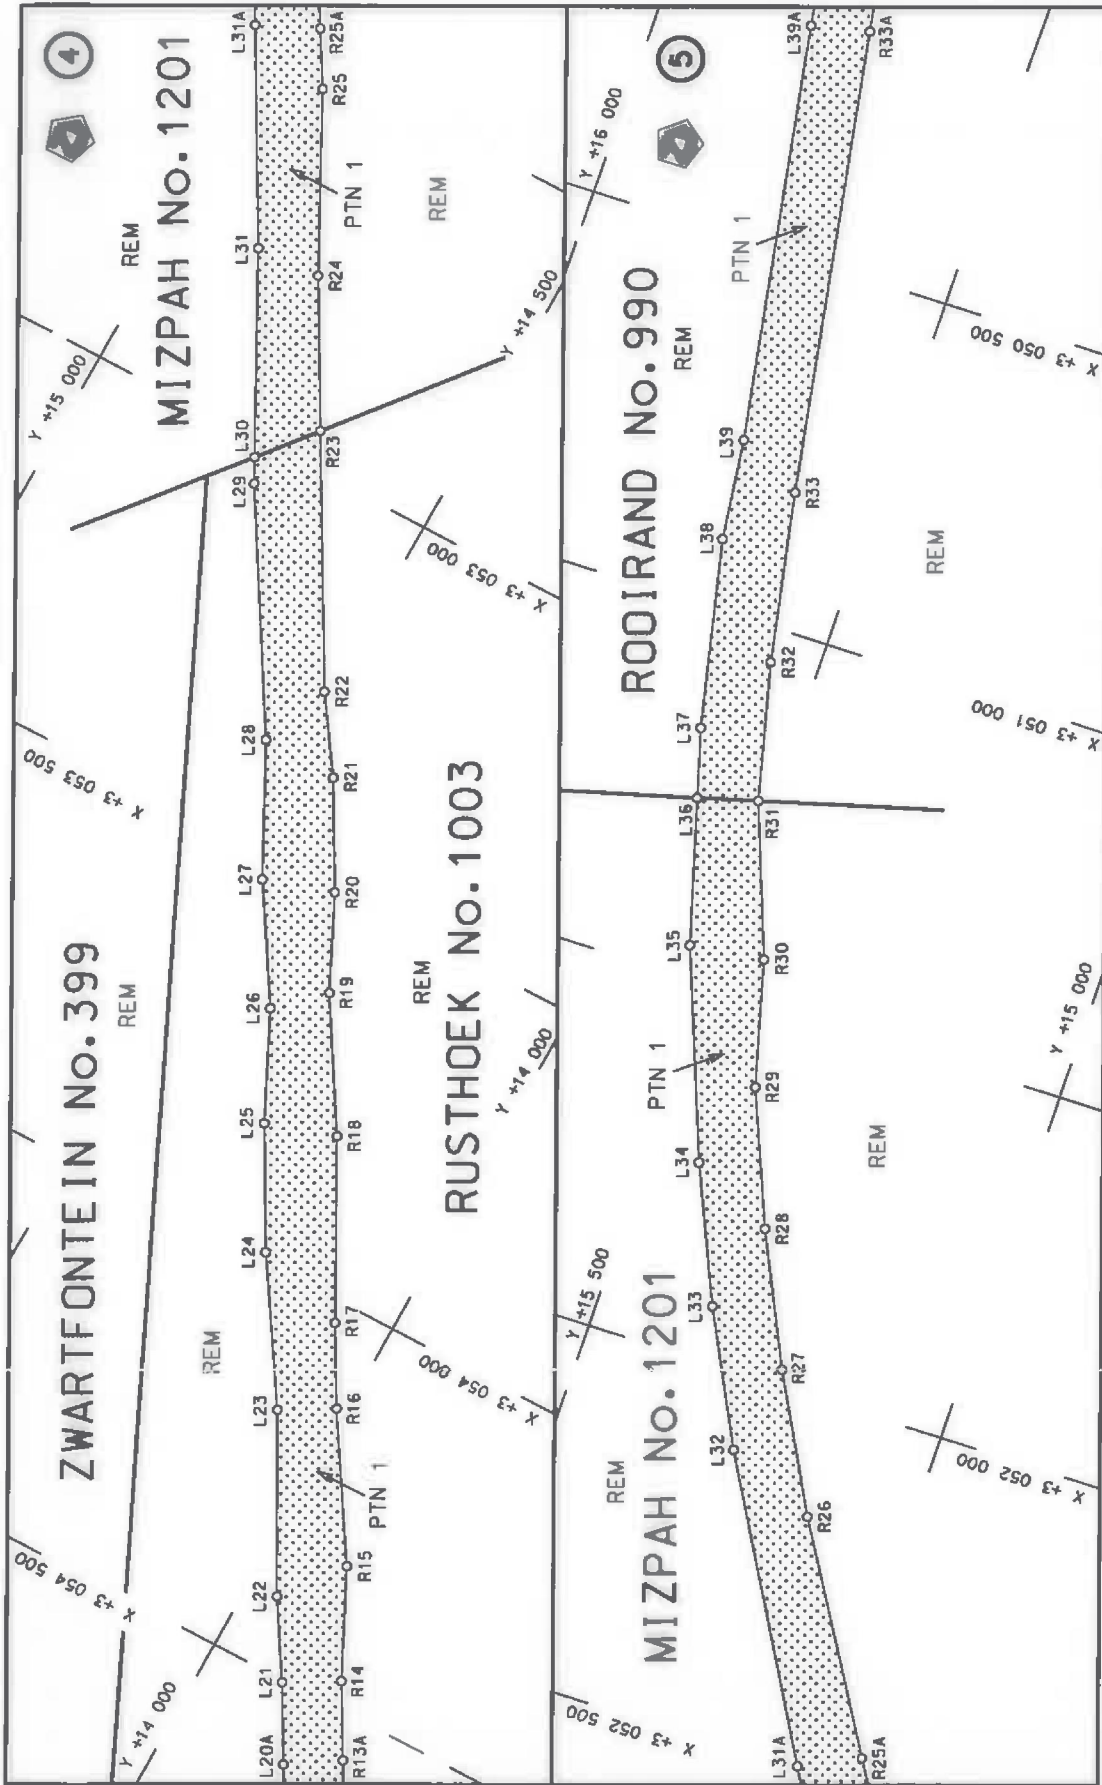 4
ZWARTFONTEIN No.399
REM
REM
MIZPAH No.1201
REM
REM
RUSTHOEK No.1003
REM
PTN 1
PTN 1
L20A
L21
L22
L23
L24
L25
L26
L27
L28
L29
L30
L31
L31A
R13A
R14
R15
R16
R17
R18
R19
R20
R21
R22
R23
R24
R25
R25A
Y +14 000
X +3 054 500
X +3 053 500
Y +15 000
X +3 054 000
Y +14 000
X +3 053 000
Y +14 500
5
MIZPAH No.1201
REM
REM
ROOIRAND No.990
REM
REM
PTN 1
PTN 1
L31A
L32
L33
L34
L35
L36
L37
L38
L39
L39A
R25A
R26
R27
R28
R29
R30
R31
R32
R33
R33A
X +3 052 500
Y +15 500
X +3 052 000
Y +15 000
X +3 051 000
X +3 050 500
Y +16 000